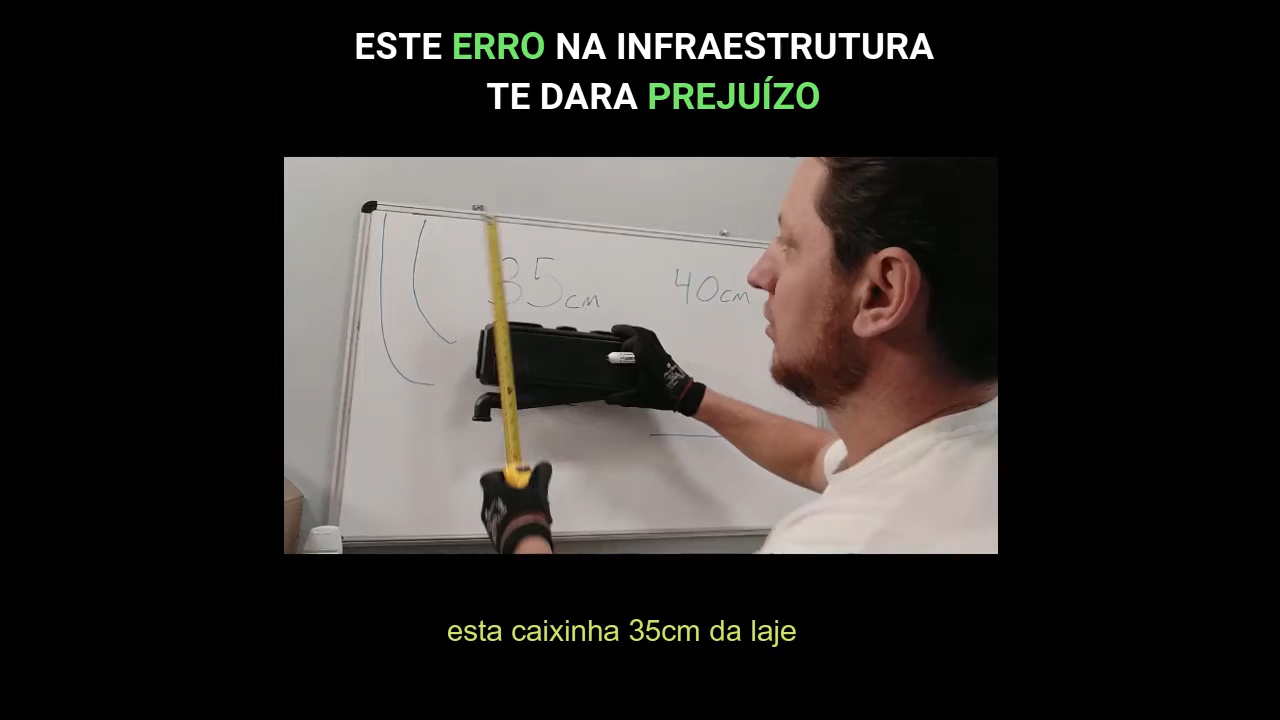 ESTE ERRO NA INFRAESTRUTURA
TE DARA PREJUÍZO
35cm
40cm
esta caixinha 35cm da laje